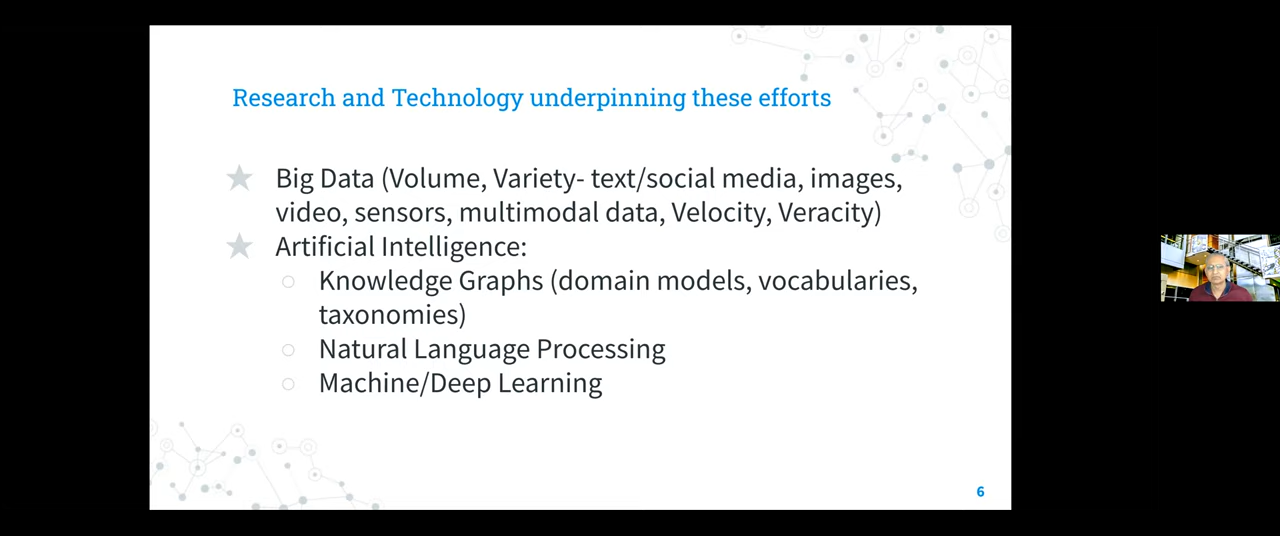 Research and Technology underpinning these efforts
Big Data (Volume, Variety- text/social media, images,
video, sensors, multimodal data, Velocity, Veracity)
Artificial Intelligence:
Knowledge Graphs (domain models, vocabularies,
taxonomies)
Natural Language Processing
Machine/Deep Learning
6